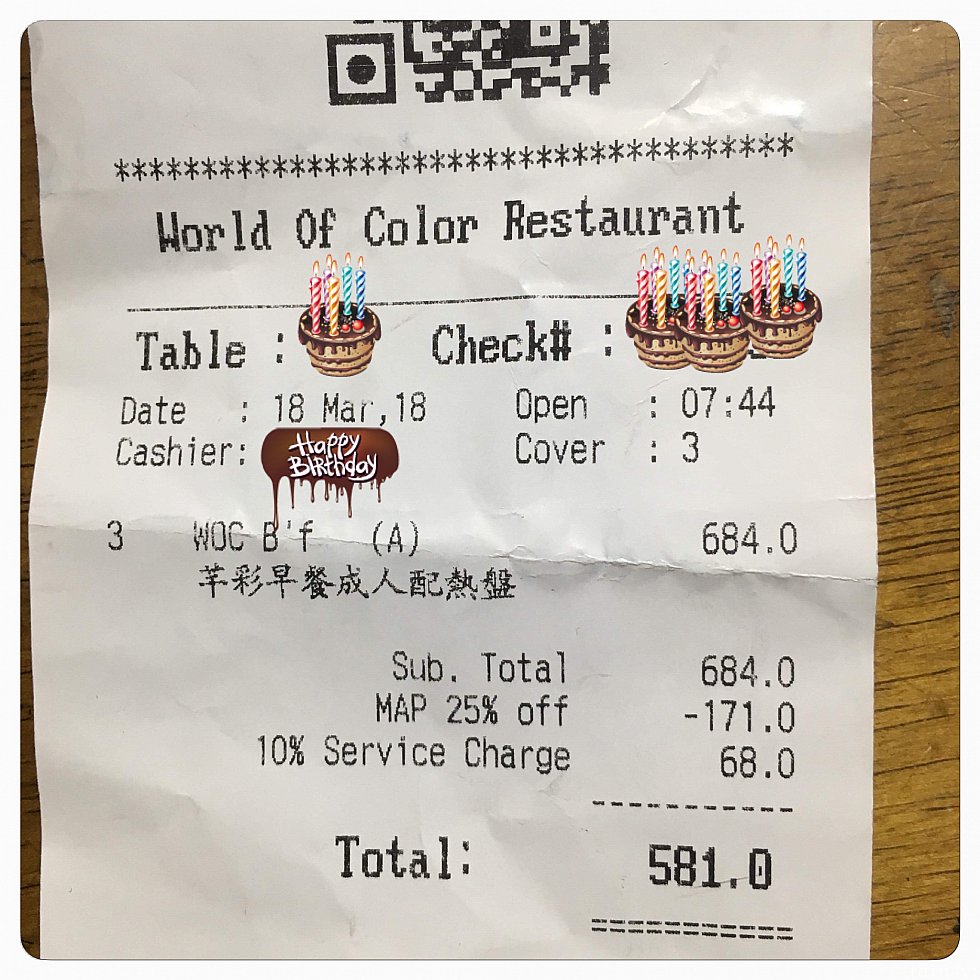 *************************************
World Of Color Restaurant
Table : Check# :
Date : 18 Mar,18 Open : 07:44
Cashier: Happy Birthday Cover : 3
3 WOC B'f (A) 684.0
芊彩早餐成人配熱盤
Sub. Total 684.0
MAP 25% off -171.0
10% Service Charge 68.0
Total: 581.0